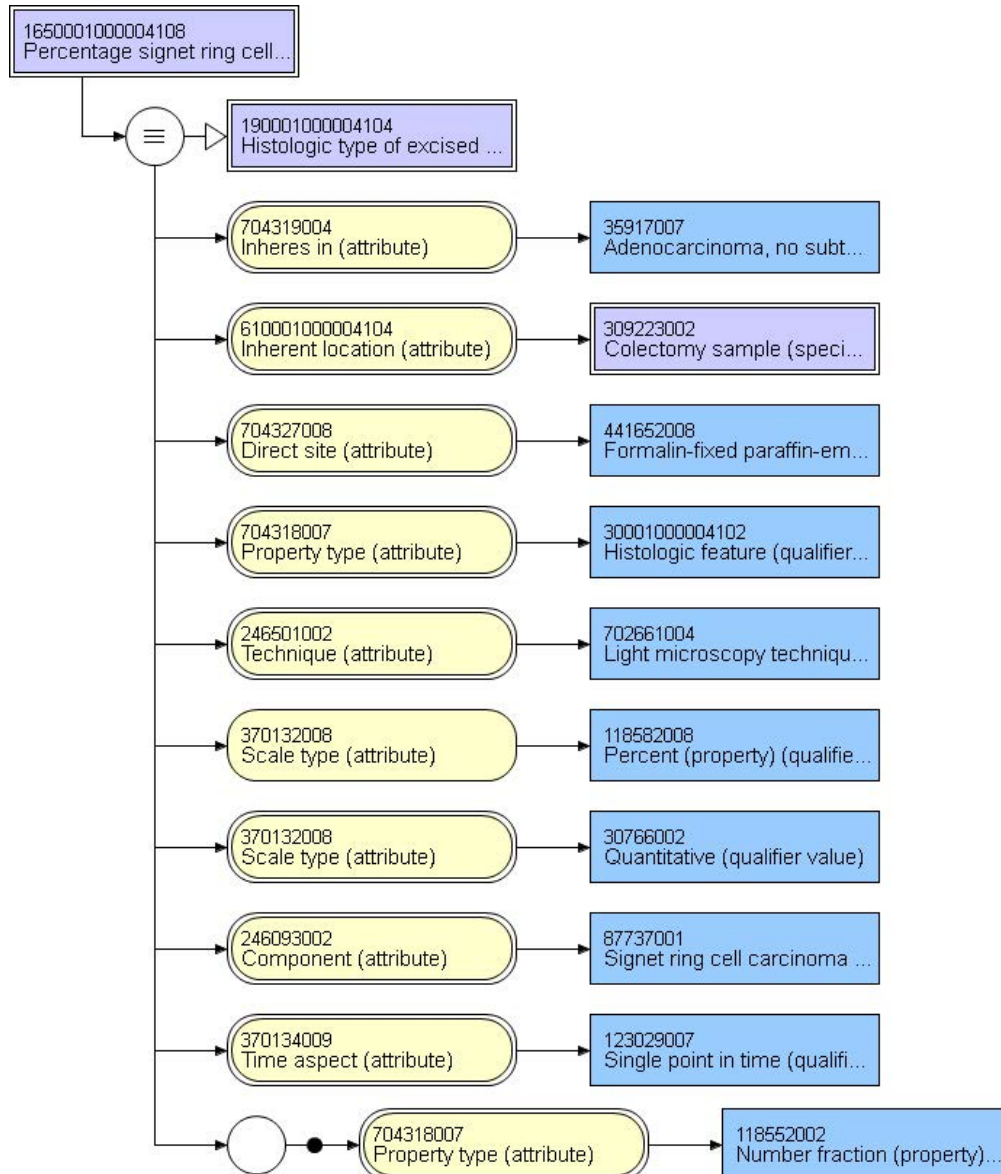 1650001000004108
Percentage signet ring cell...
190001000004104
Histologic type of excised ...
704319004
Inheres in (attribute)
35917007
Adenocarcinoma, no subt...
610001000004104
Inherent location (attribute)
309223002
Colectomy sample (speci...
704327008
Direct site (attribute)
441652008
Formalin-fixed paraffin-em...
704318007
Property type (attribute)
30001000004102
Histologic feature (qualifier...
246501002
Technique (attribute)
702661004
Light microscopy techniqu...
370132008
Scale type (attribute)
118582008
Percent (property) (qualifie...
370132008
Scale type (attribute)
30766002
Quantitative (qualifier value)
246093002
Component (attribute)
87737001
Signet ring cell carcinoma ...
370134009
Time aspect (attribute)
123029007
Single point in time (qualifi...
704318007
Property type (attribute)
118552002
Number fraction (property)...